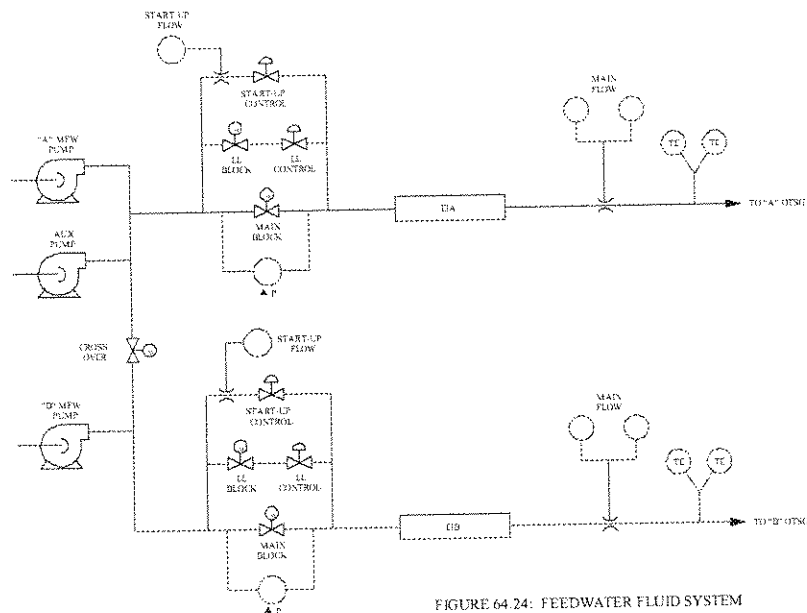 START-UP
FLOW
START-UP
CONTROL
"A" MFW
PUMP
LL
BLOCK
LL
CONTROL
MAIN
FLOW
TE
TE
AUX
PUMP
MAIN
BLOCK
TO "A" OTSG
P
CROSS
OVER
START-UP
FLOW
START-UP
CONTROL
"B" MFW
PUMP
LL
BLOCK
LL
CONTROL
MAIN
FLOW
TE
TE
MAIN
BLOCK
TO "B" OTSG
P
FIGURE 64.24: FEEDWATER FLUID SYSTEM